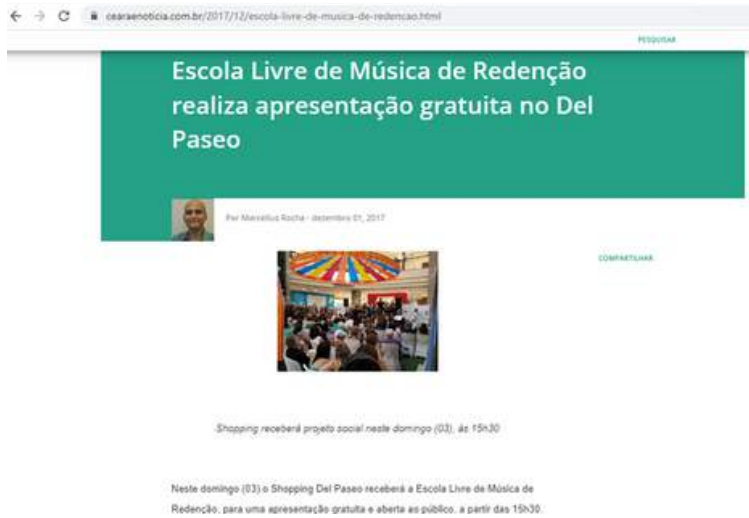 cearaenoticia.com.br/2017/12/escola-livre-de-musica-de-redencao.html
PESQUISAR
Escola Livre de Música de Redenção
realiza apresentação gratuita no Del
Paseo
Por Marcellus Rocha - dezembro 01, 2017
COMPARTILHAR
Shopping receberá projeto social neste domingo (03), às 15h30
Neste domingo (03) o Shopping Del Paseo receberá a Escola Livre de Música de
Redenção, para uma apresentação gratuita e aberta ao público, a partir das 15h30.